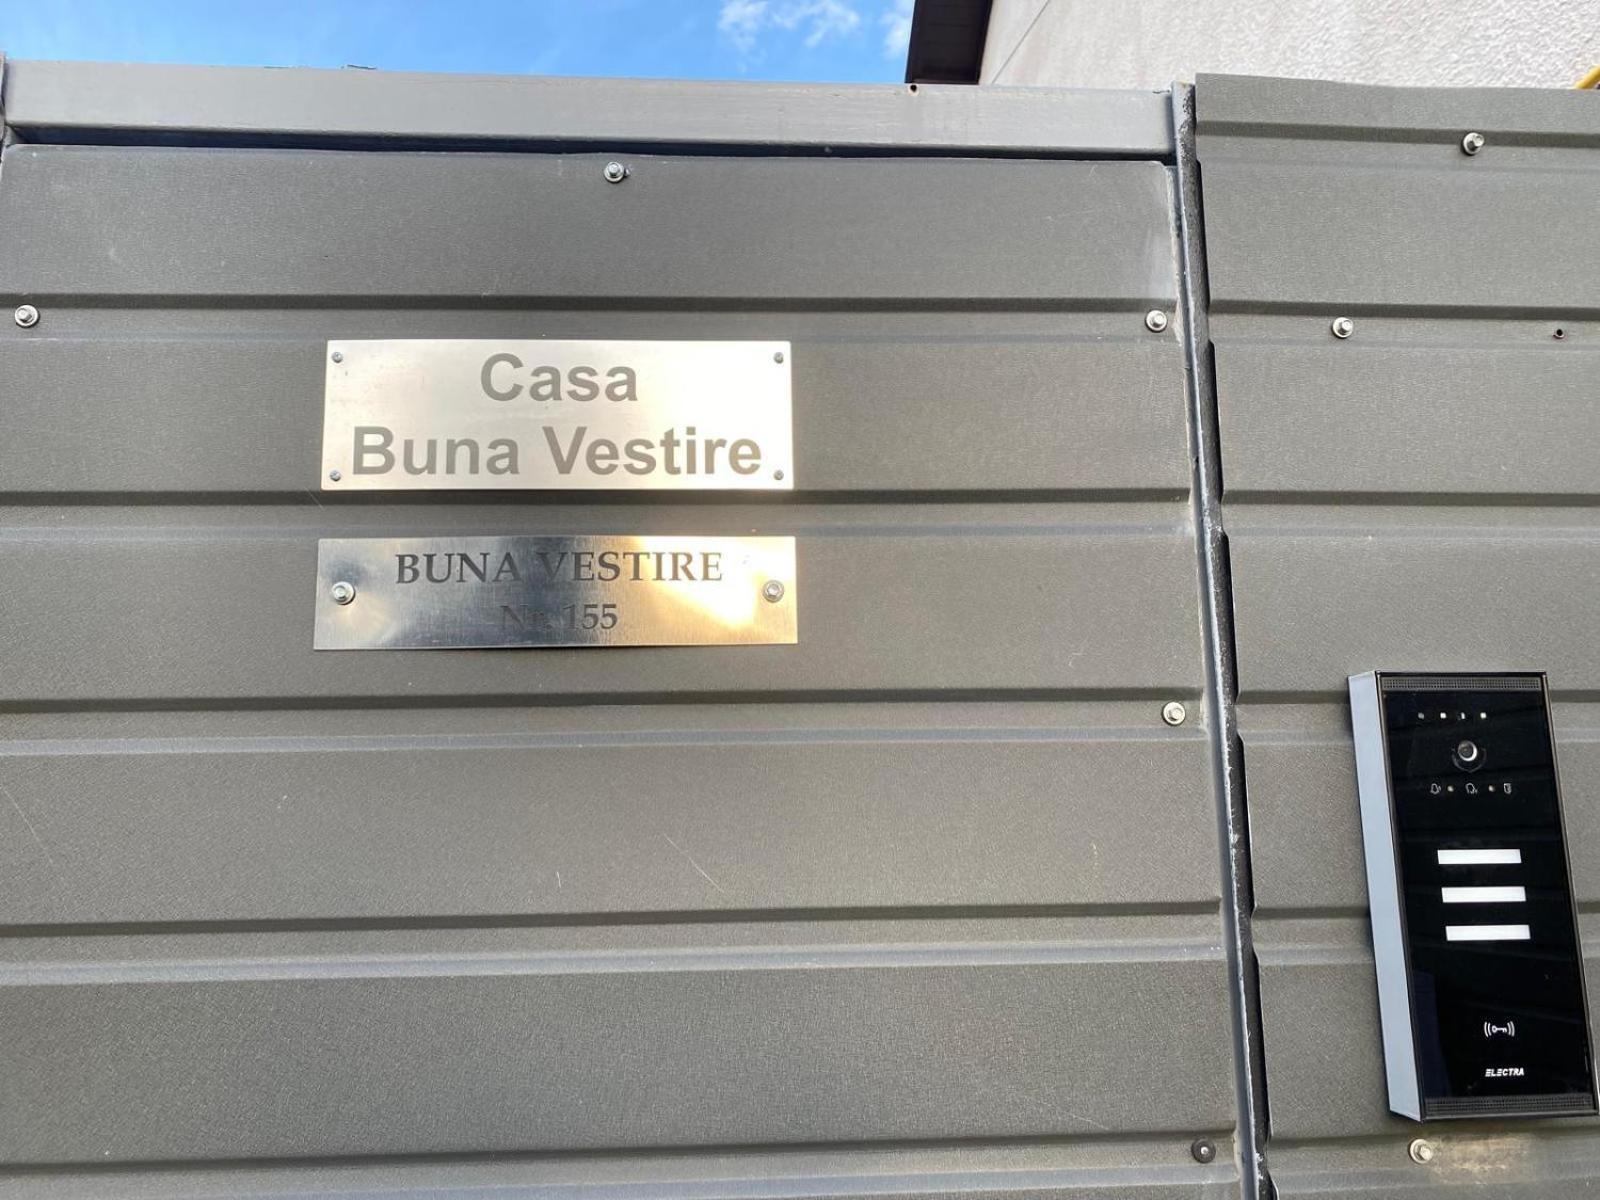 Casa
Buna Vestire
BUNA VESTIRE
Nr. 155
ELECTRA